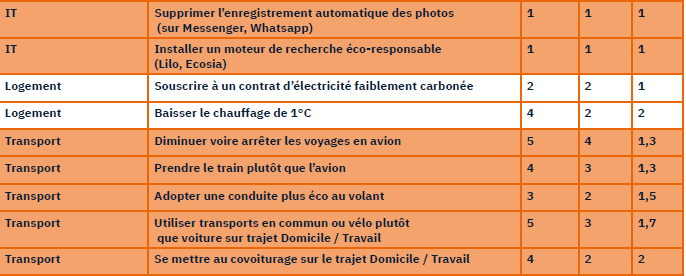 IT Supprimer l'enregistrement automatique des photos 1 1 1
(sur Messenger, Whatsapp)
IT Installer un moteur de recherche éco-responsable 1 1 1
(Lilo, Ecosia)
Logement Souscrire à un contrat d'électricité faiblement carbonée 2 2 1
Logement Baisser le chauffage de 1°C 4 2 2
Transport Diminuer voire arrêter les voyages en avion 5 4 1,3
Transport Prendre le train plutôt que l'avion 4 3 1,3
Transport Adopter une conduite plus éco au volant 3 2 1,5
Transport Utiliser transports en commun ou vélo plutôt 5 3 1,7
que voiture sur trajet Domicile / Travail
Transport Se mettre au covoiturage sur le trajet Domicile / Travail 4 2 2